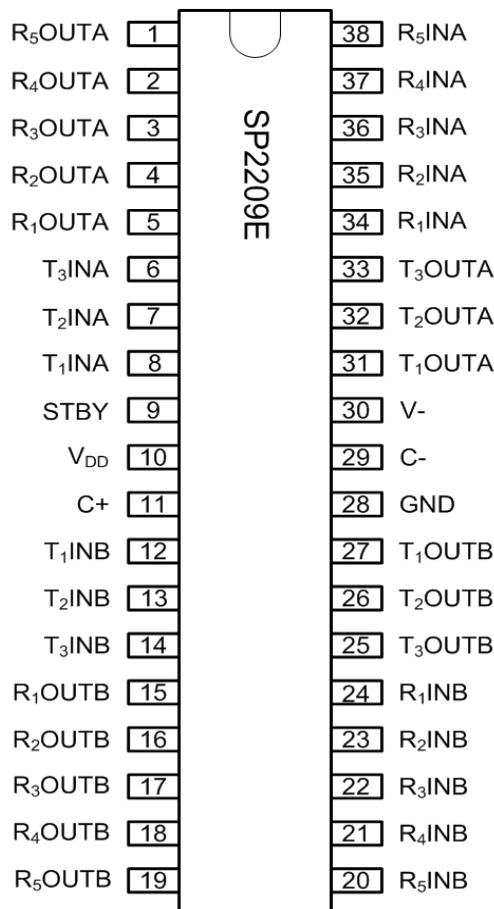 R₅OUTA 1 38 R₅INA
R₄OUTA 2 37 R₄INA
R₃OUTA 3 36 R₃INA
R₂OUTA 4 35 R₂INA
R₁OUTA 5 34 R₁INA
T₃INA 6 33 T₃OUTA
T₂INA 7 32 T₂OUTA
T₁INA 8 31 T₁OUTA
STBY 9 30 V-
V_DD 10 29 C-
C+ 11 28 GND
T₁INB 12 27 T₁OUTB
T₂INB 13 26 T₂OUTB
T₃INB 14 25 T₃OUTB
R₁OUTB 15 24 R₁INB
R₂OUTB 16 23 R₂INB
R₃OUTB 17 22 R₃INB
R₄OUTB 18 21 R₄INB
R₅OUTB 19 20 R₅INB
SP2209E